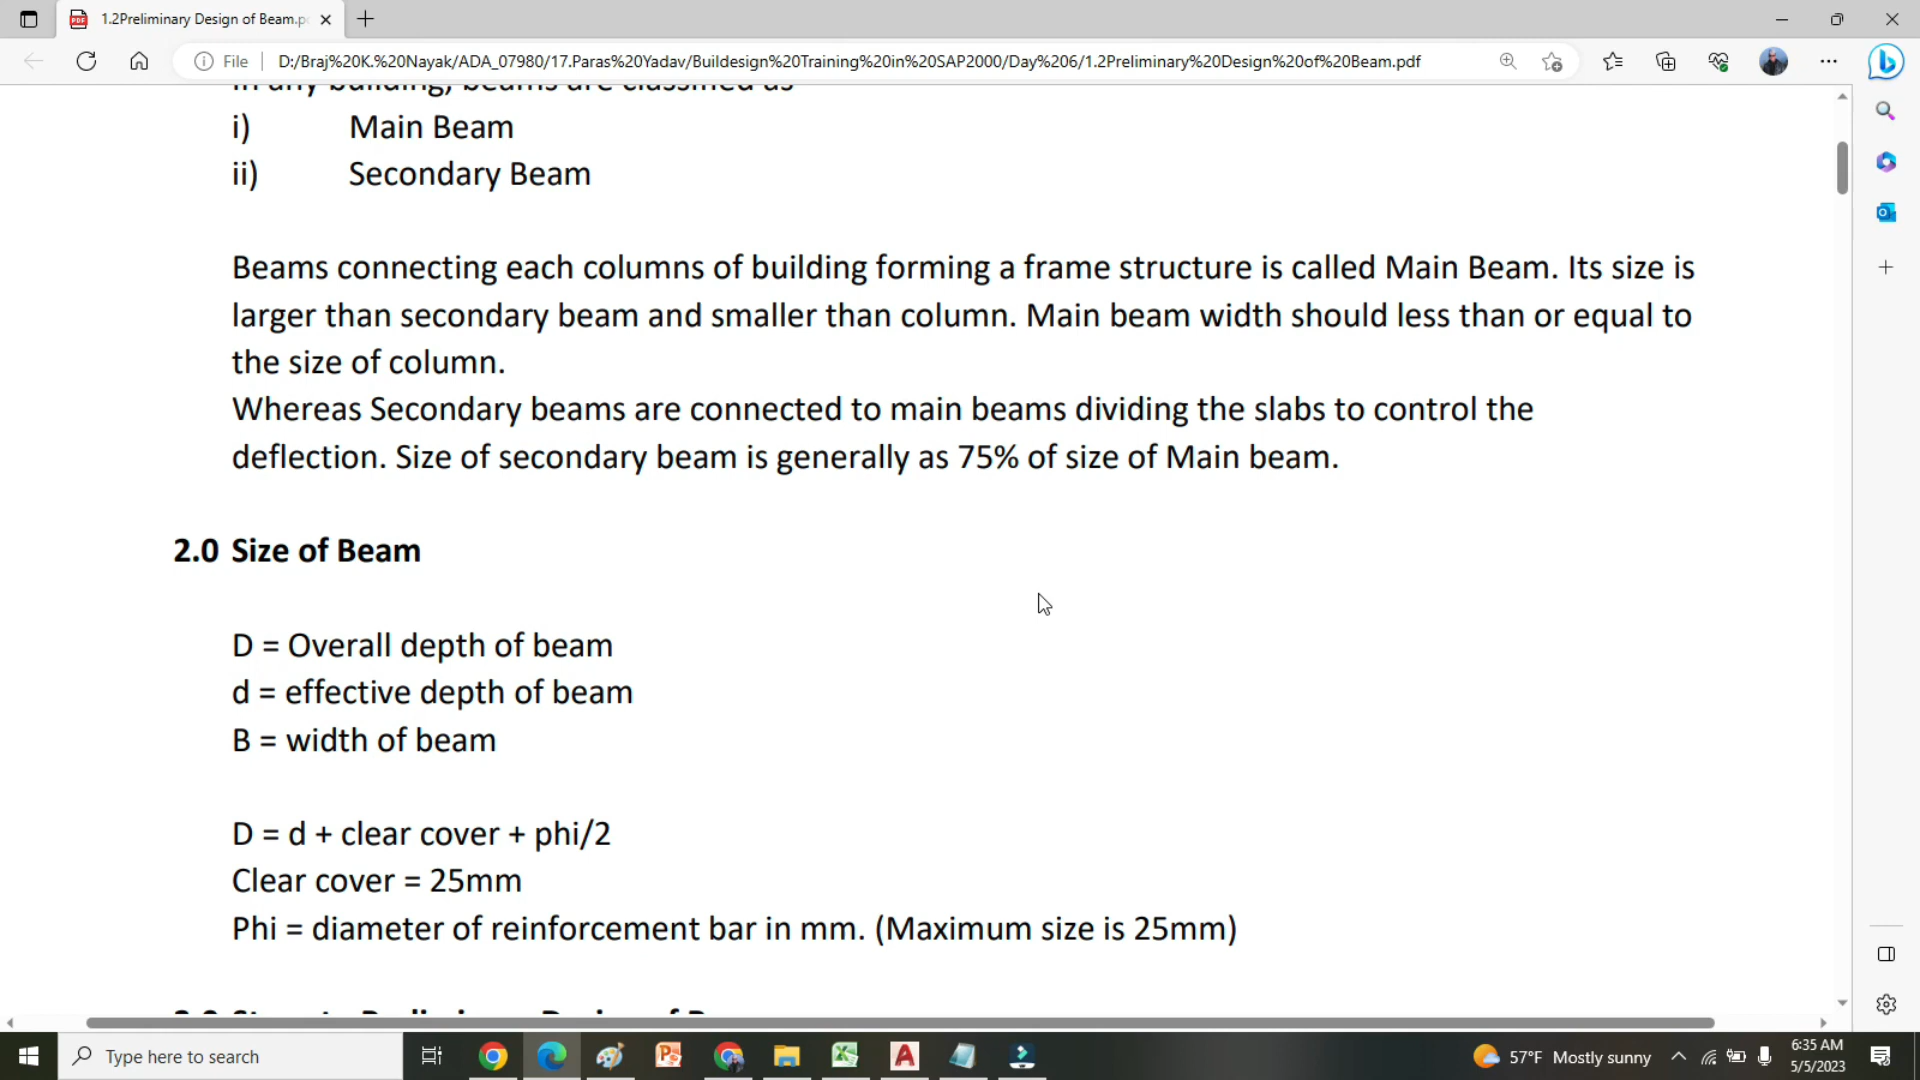 1.2Preliminary Design of Beam.p
File
D:/Braj%20K.%20Nayak/ADA_07980/17.Paras%20Yadav/Buildesign%20Training%20in%20SAP2000/Day%206/1.2Preliminary%20Design%20of%20Beam.pdf
In any building, beams are classified as
i) Main Beam
ii) Secondary Beam
Beams connecting each columns of building forming a frame structure is called Main Beam. Its size is
larger than secondary beam and smaller than column. Main beam width should less than or equal to
the size of column.
Whereas Secondary beams are connected to main beams dividing the slabs to control the
deflection. Size of secondary beam is generally as 75% of size of Main beam.
2.0 Size of Beam
D = Overall depth of beam
d = effective depth of beam
B = width of beam
D = d + clear cover + phi/2
Clear cover = 25mm
Phi = diameter of reinforcement bar in mm. (Maximum size is 25mm)
Type here to search
57°F Mostly sunny
6:35 AM
5/5/2023